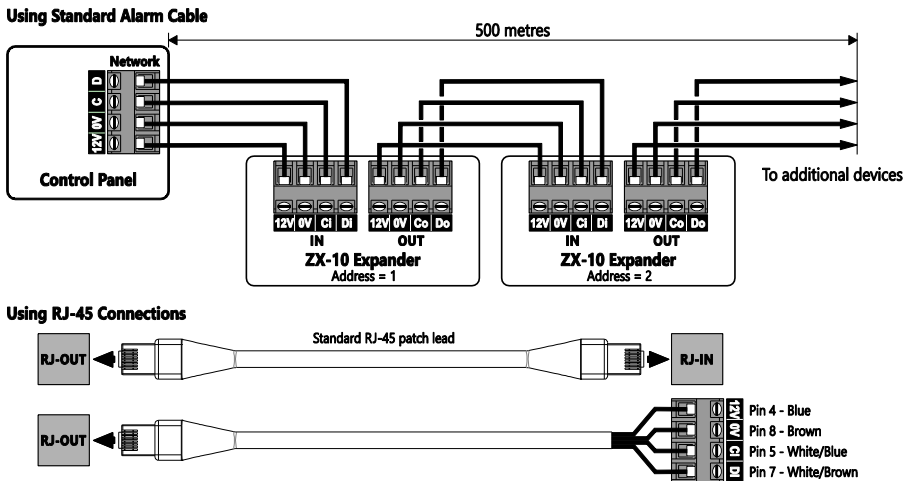 Using Standard Alarm Cable
500 metres
Network
D
C
0V
12V
Control Panel
To additional devices
12V 0V Ci Di
12V 0V Co Do
12V 0V Ci Di
12V 0V Co Do
IN
OUT
IN
OUT
ZX-10 Expander
Address = 1
ZX-10 Expander
Address = 2
Using RJ-45 Connections
Standard RJ-45 patch lead
RJ-OUT
RJ-IN
RJ-OUT
12V
Pin 4 - Blue
0V
Pin 8 - Brown
Ci
Pin 5 - White/Blue
Di
Pin 7 - White/Brown